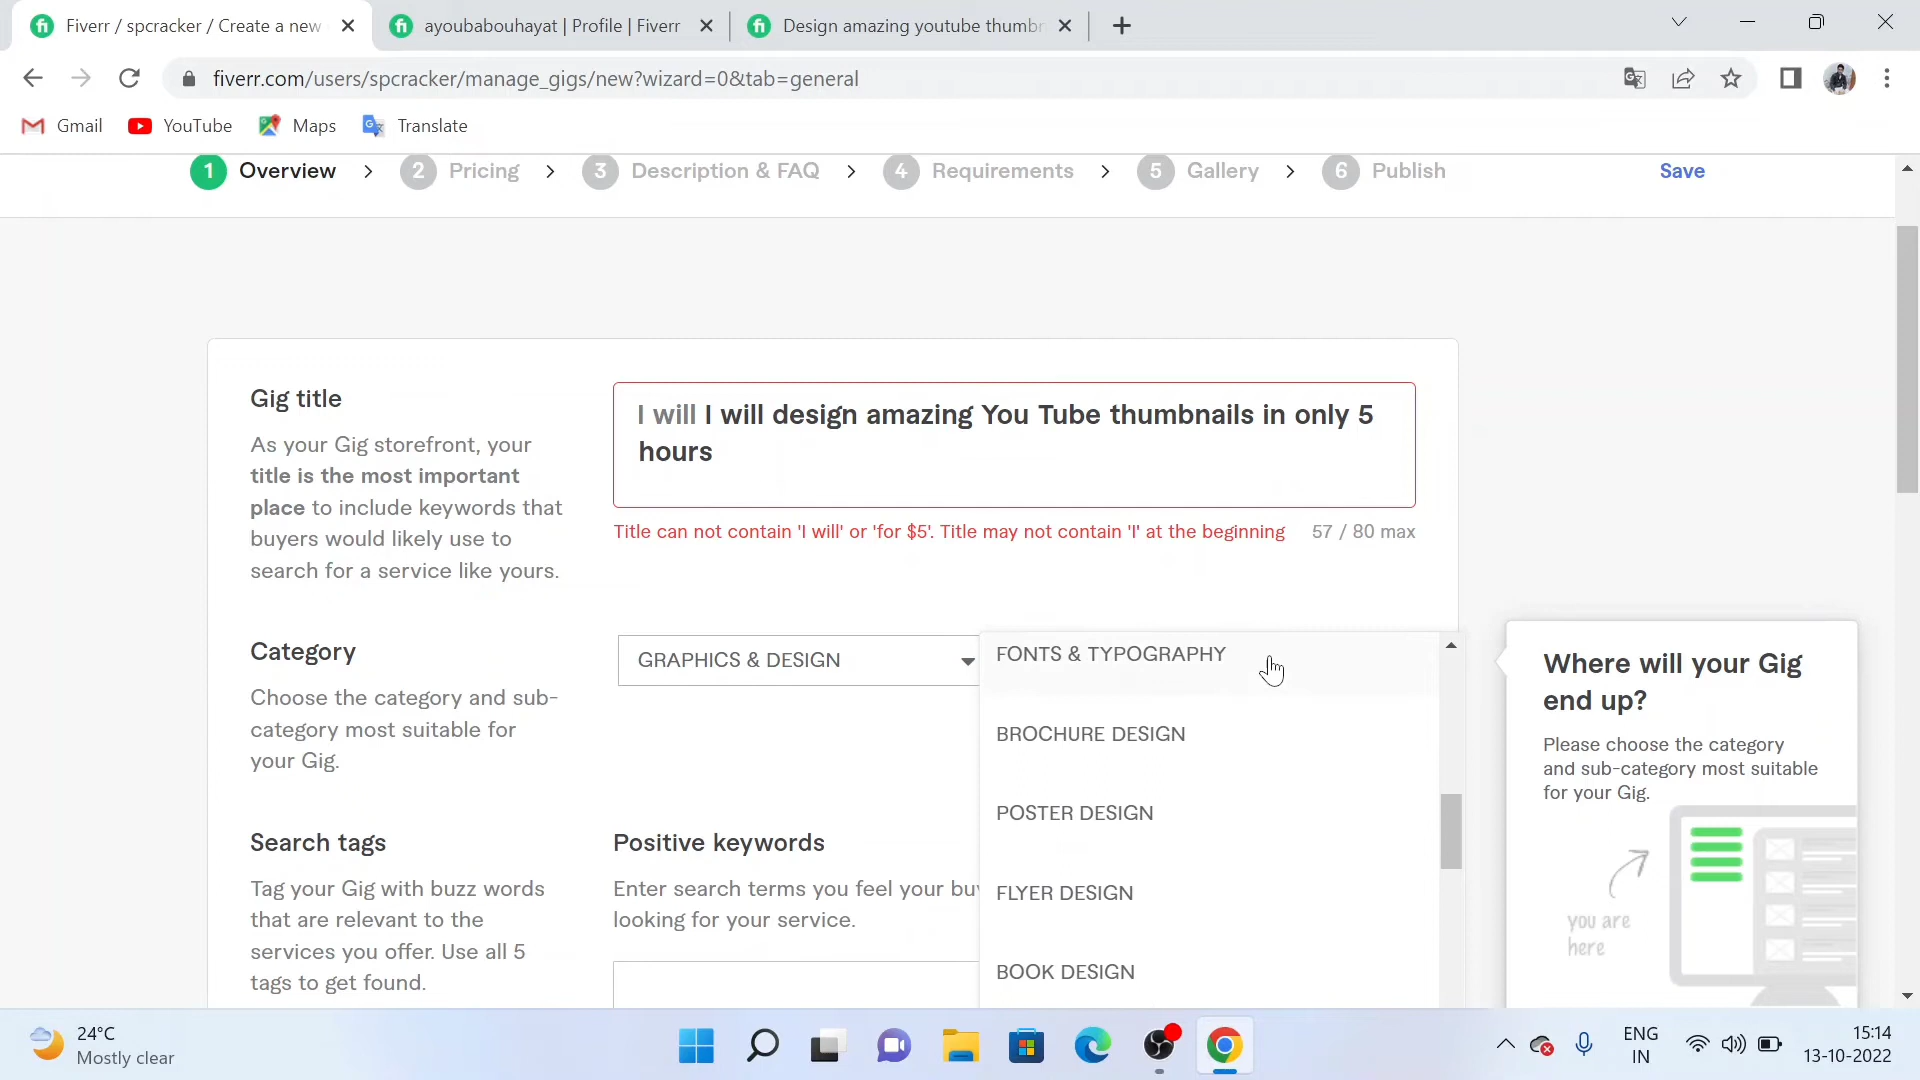 Fiverr / spcracker / Create a new
ayoubabouhayat | Profile | Fiverr
Design amazing youtube thumbn
fiverr.com/users/spcracker/manage_gigs/new?wizard=0&tab=general
Gmail
YouTube
Maps
Translate
1 Overview > 2 Pricing > 3 Description & FAQ > 4 Requirements > 5 Gallery > 6 Publish
Save
Gig title
As your Gig storefront, your
title is the most important
place to include keywords that
buyers would likely use to
search for a service like yours.
I will I will design amazing You Tube thumbnails in only 5
hours
Title can not contain 'I will' or 'for $5'. Title may not contain 'I' at the beginning
57 / 80 max
Category
Choose the category and sub-
category most suitable for
your Gig.
GRAPHICS & DESIGN
FONTS & TYPOGRAPHY
BROCHURE DESIGN
POSTER DESIGN
FLYER DESIGN
BOOK DESIGN
Where will your Gig
end up?
Please choose the category
and sub-category most suitable
for your Gig.
you are
here
Search tags
Tag your Gig with buzz words
that are relevant to the
services you offer. Use all 5
tags to get found.
Positive keywords
Enter search terms you feel your
looking for your service.
24°C
Mostly clear
ENG
IN
15:14
13-10-2022